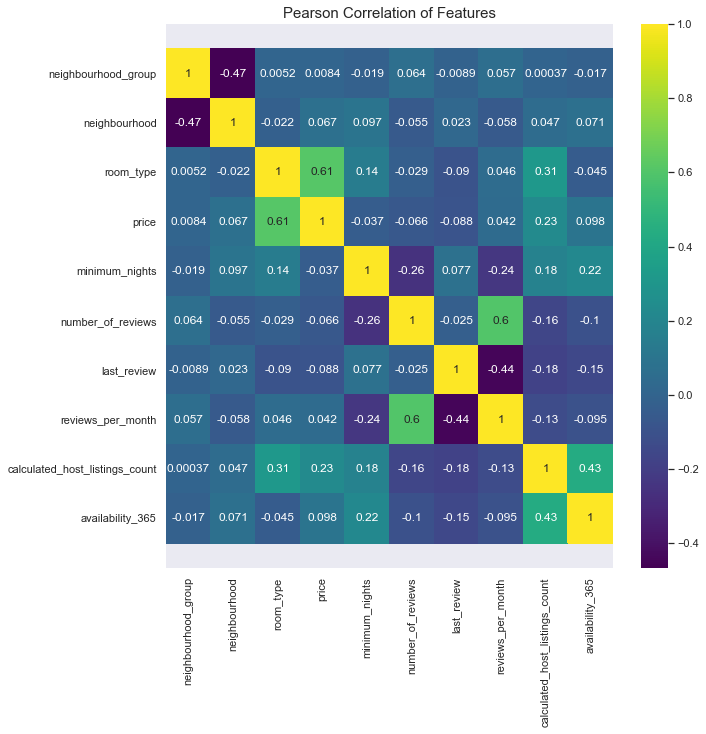 Pearson Correlation of Features
neighbourhood_group 1 -0.47 0.0052 0.0084 -0.019 0.064 -0.0089 0.057 0.00037 -0.017
neighbourhood -0.47 1 -0.022 0.067 0.097 -0.055 0.023 -0.058 0.047 0.071
room_type 0.0052 -0.022 1 0.61 0.14 -0.029 -0.09 0.046 0.31 -0.045
price 0.0084 0.067 0.61 1 -0.037 -0.066 -0.088 0.042 0.23 0.098
minimum_nights -0.019 0.097 0.14 -0.037 1 -0.26 0.077 -0.24 0.18 0.22
number_of_reviews 0.064 -0.055 -0.029 -0.066 -0.26 1 -0.025 0.6 -0.16 -0.1
last_review -0.0089 0.023 -0.09 -0.088 0.077 -0.025 1 -0.44 -0.18 -0.15
reviews_per_month 0.057 -0.058 0.046 0.042 -0.24 0.6 -0.44 1 -0.13 -0.095
calculated_host_listings_count 0.00037 0.047 0.31 0.23 0.18 -0.16 -0.18 -0.13 1 0.43
availability_365 -0.017 0.071 -0.045 0.098 0.22 -0.1 -0.15 -0.095 0.43 1
neighbourhood_group
neighbourhood
room_type
price
minimum_nights
number_of_reviews
last_review
reviews_per_month
calculated_host_listings_count
availability_365
1.0
0.8
0.6
0.4
0.2
0.0
−0.2
−0.4